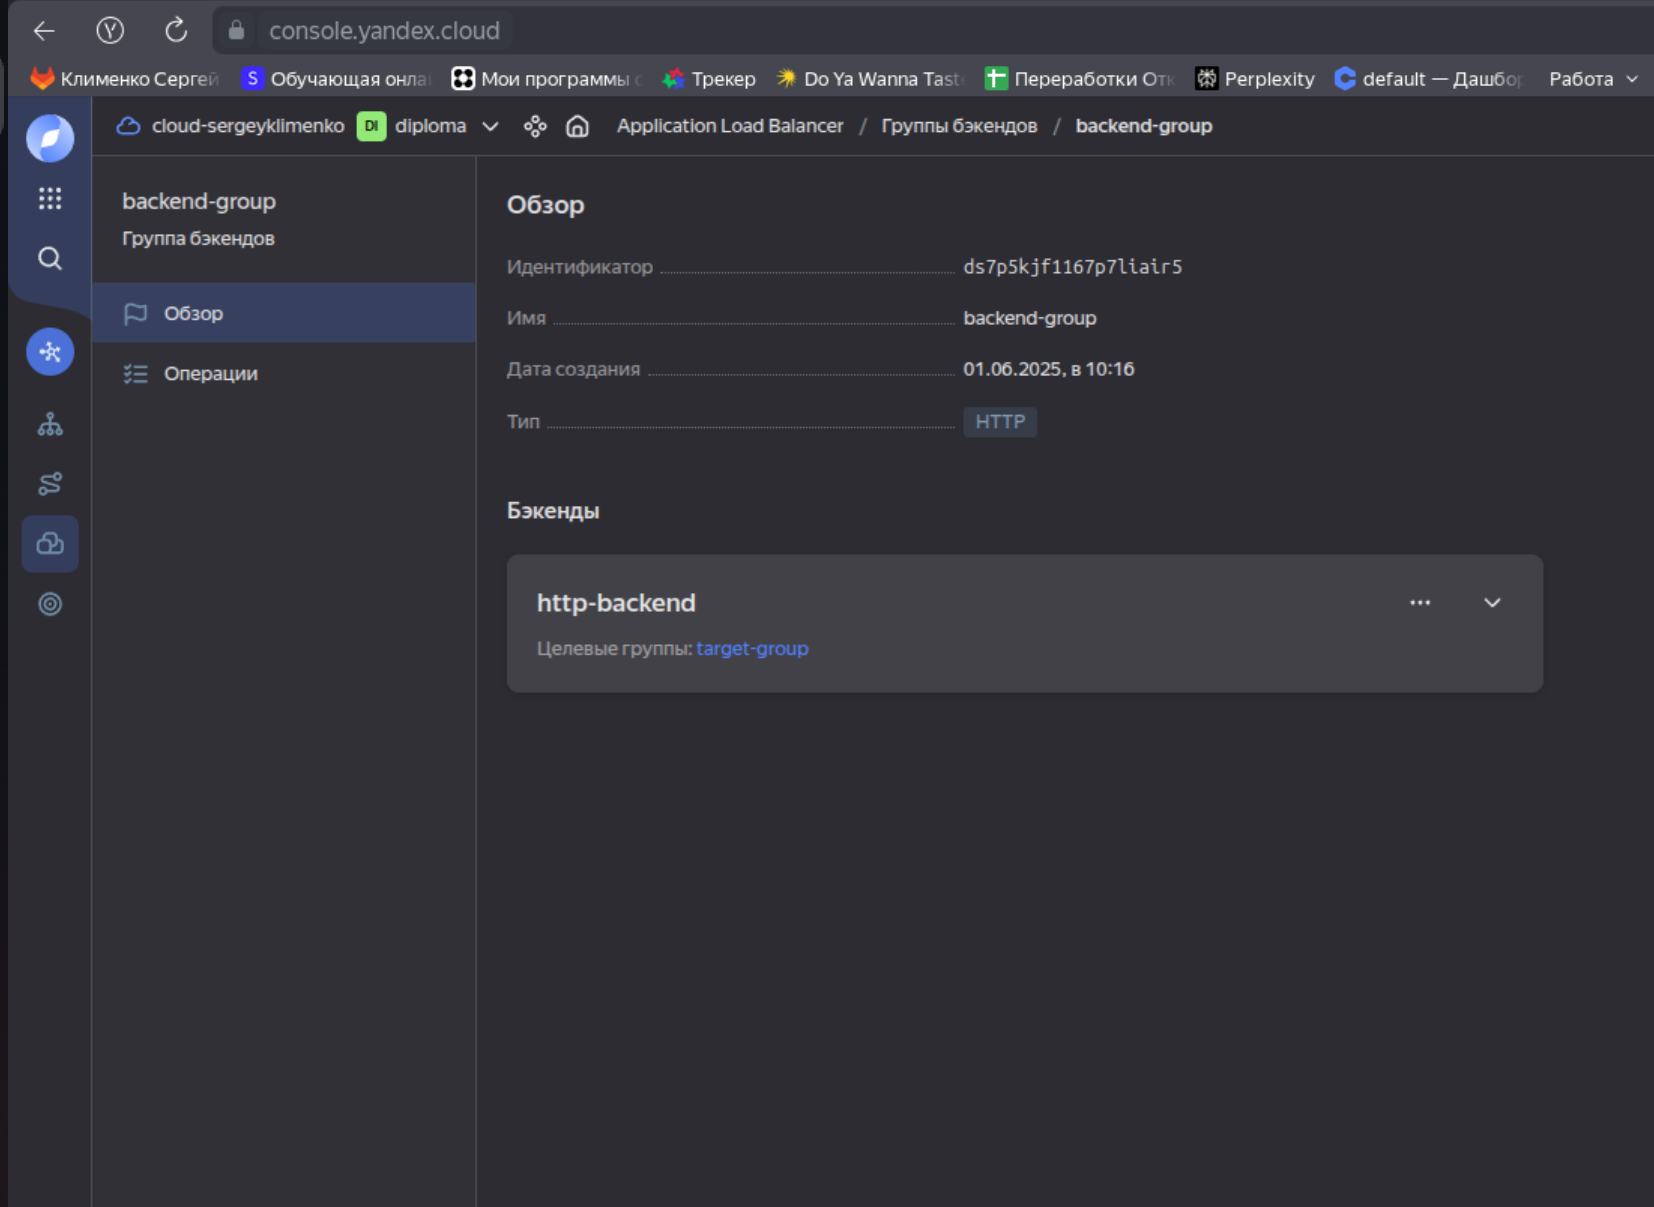 console.yandex.cloud
Клименко Сергей
S Обучающая онла
Мои программы
Трекер
Do Ya Wanna Tast
Переработки Отк
Perplexity
default — Дашбор
Работа
cloud-sergeyklimenko DI diploma
Application Load Balancer / Группы бэкендов / backend-group
backend-group
Группа бэкендов
Обзор
Операции
Обзор
Идентификатор ds7p5kjf1167p7liair5
Имя backend-group
Дата создания 01.06.2025, в 10:16
Тип HTTP
Бэкенды
http-backend
Целевые группы: target-group